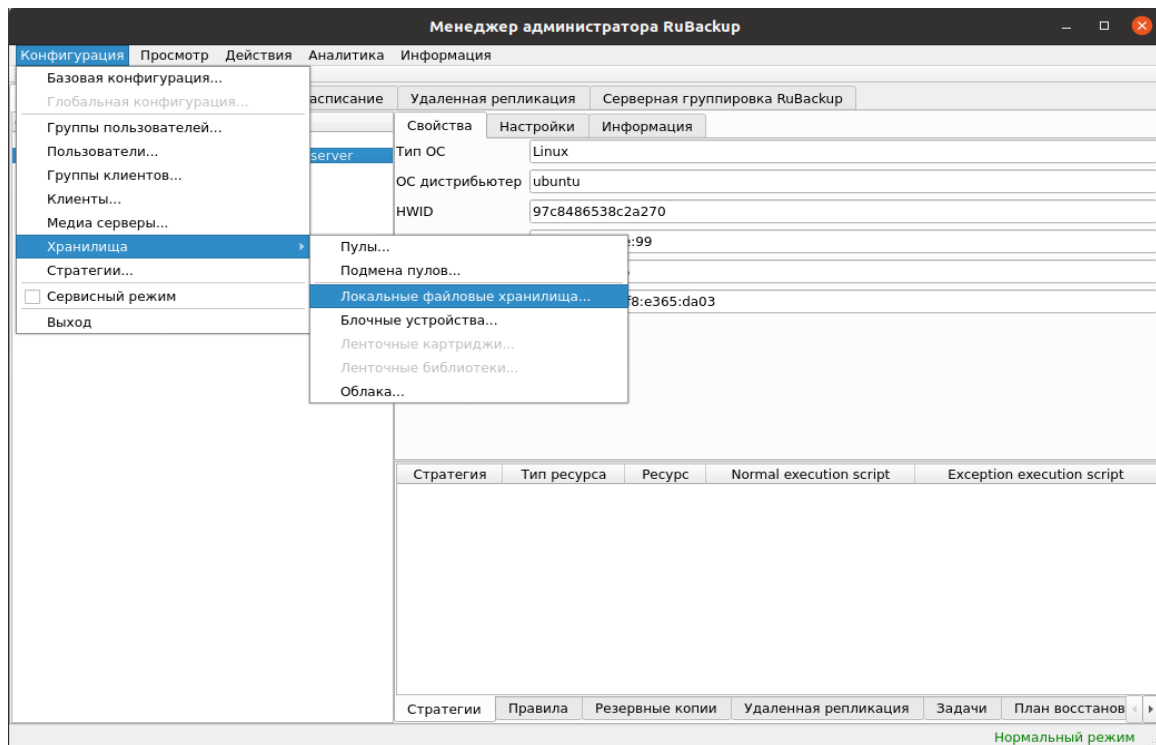 Менеджер администратора RuBackup
Конфигурация Просмотр Действия Аналитика Информация
Базовая конфигурация...
Глобальная конфигурация...
Группы пользователей...
Пользователи...
Группы клиентов...
Клиенты...
Медиа серверы...
Хранилища
Стратегии...
Сервисный режим
Выход
Пулы...
Подмена пулов...
Локальные файловые хранилища...
Блочные устройства...
Ленточные картриджи...
Ленточные библиотеки...
Облака...
асписание Удаленная репликация Серверная группировка RuBackup
server
Свойства Настройки Информация
Тип ОС Linux
ОС дистрибьютер ubuntu
HWID 97c8486538c2a270
:99
f8:e365:da03
Стратегия Тип ресурса Ресурс Normal execution script Exception execution script
Стратегии Правила Резервные копии Удаленная репликация Задачи План восстанов
Нормальный режим